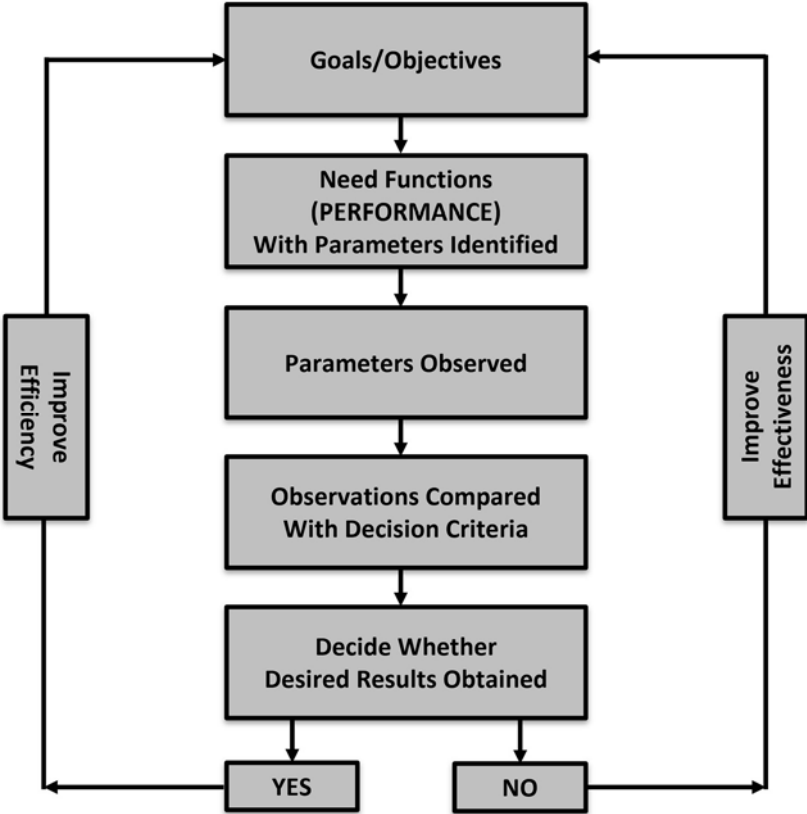 Goals/Objectives
Need Functions
(PERFORMANCE)
With Parameters Identified
Parameters Observed
Improve
Efficiency
Improve
Effectiveness
Observations Compared
With Decision Criteria
Decide Whether
Desired Results Obtained
YES
NO